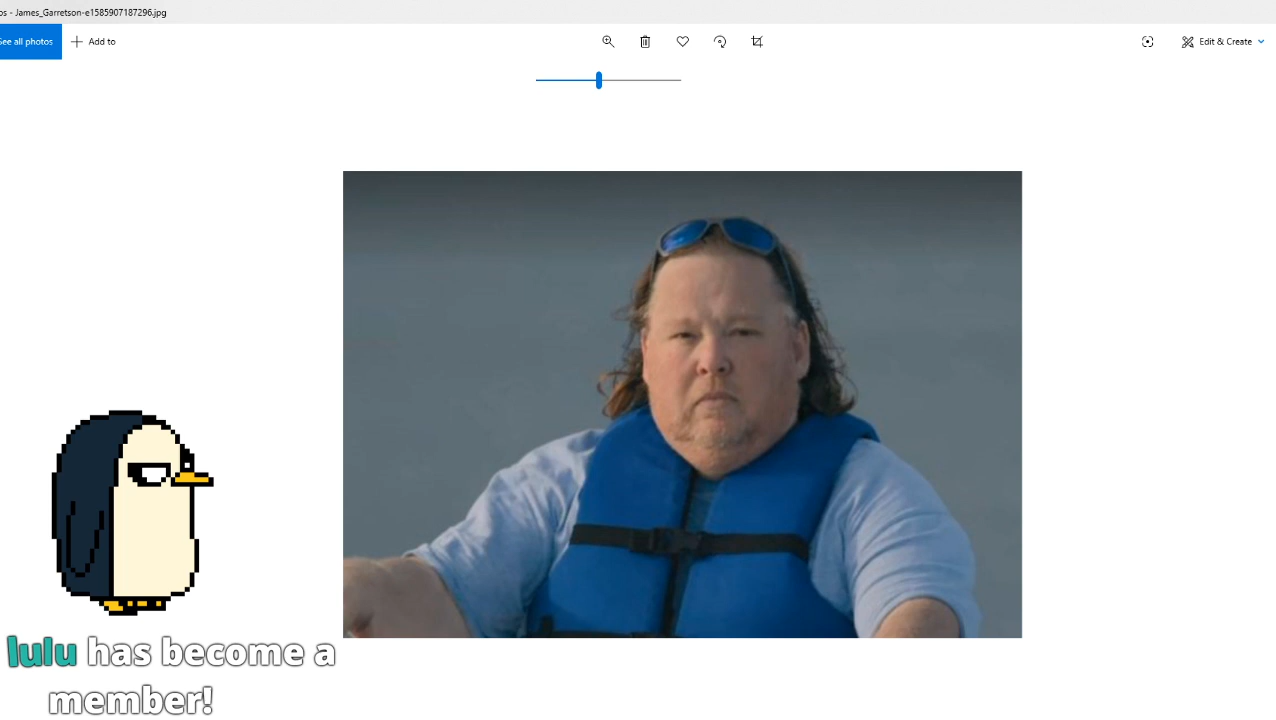 os - James_Garretson-e1585907187296.jpg
See all photos
Add to
Edit & Create
lulu has become a
member!